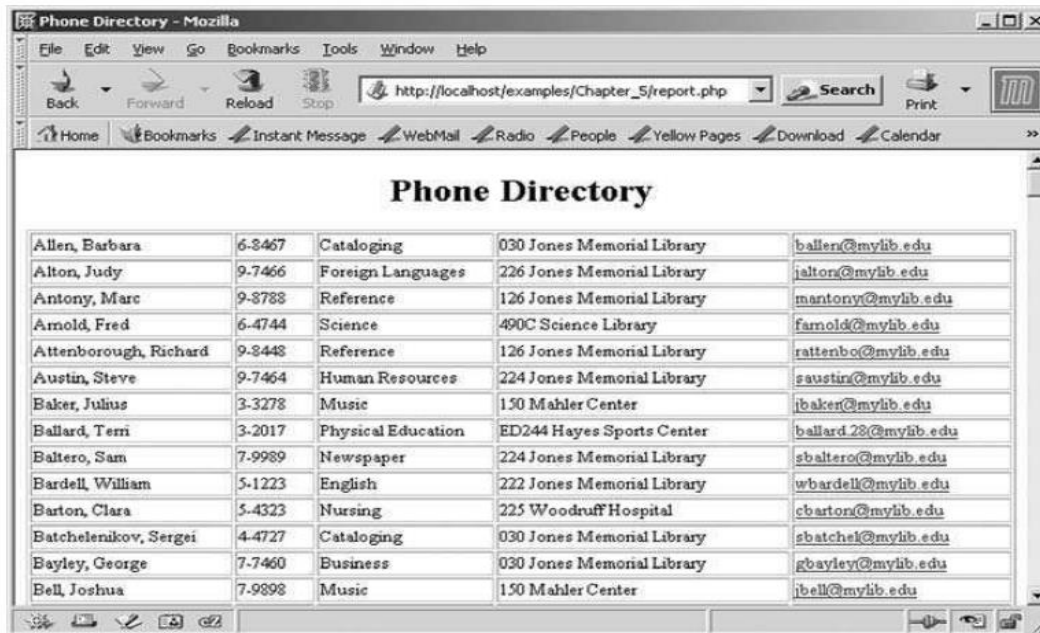 Phone Directory - Mozilla
File Edit View Go Bookmarks Tools Window Help
Back Forward Reload Stop http://localhost/examples/Chapter_5/report.php Search Print
Home Bookmarks Instant Message WebMail Radio People Yellow Pages Download Calendar »
Phone Directory
Allen, Barbara 6-8467 Cataloging 030 Jones Memorial Library ballen@mylib.edu
Alton, Judy 9-7466 Foreign Languages 226 Jones Memorial Library jalton@mylib.edu
Antony, Marc 9-8788 Reference 126 Jones Memorial Library mantony@mylib.edu
Arnold, Fred 6-4744 Science 490C Science Library farnold@mylib.edu
Attenborough, Richard 9-8448 Reference 126 Jones Memorial Library rattenbo@mylib.edu
Austin, Steve 9-7464 Human Resources 224 Jones Memorial Library saustin@mylib.edu
Baker, Julius 3-3278 Music 150 Mahler Center jbaker@mylib.edu
Ballard, Terri 3-2017 Physical Education ED244 Hayes Sports Center ballard.28@mylib.edu
Baltero, Sam 7-9989 Newspaper 224 Jones Memorial Library sbaltero@mylib.edu
Bardell, William 5-1223 English 222 Jones Memorial Library wbardell@mylib.edu
Barton, Clara 5-4323 Nursing 225 Woodruff Hospital cbarton@mylib.edu
Batchelenikov, Sergei 4-4727 Cataloging 030 Jones Memorial Library sbatchel@mylib.edu
Bayley, George 7-7460 Business 030 Jones Memorial Library gbayley@mylib.edu
Bell, Joshua 7-9898 Music 150 Mahler Center jbell@mylib.edu